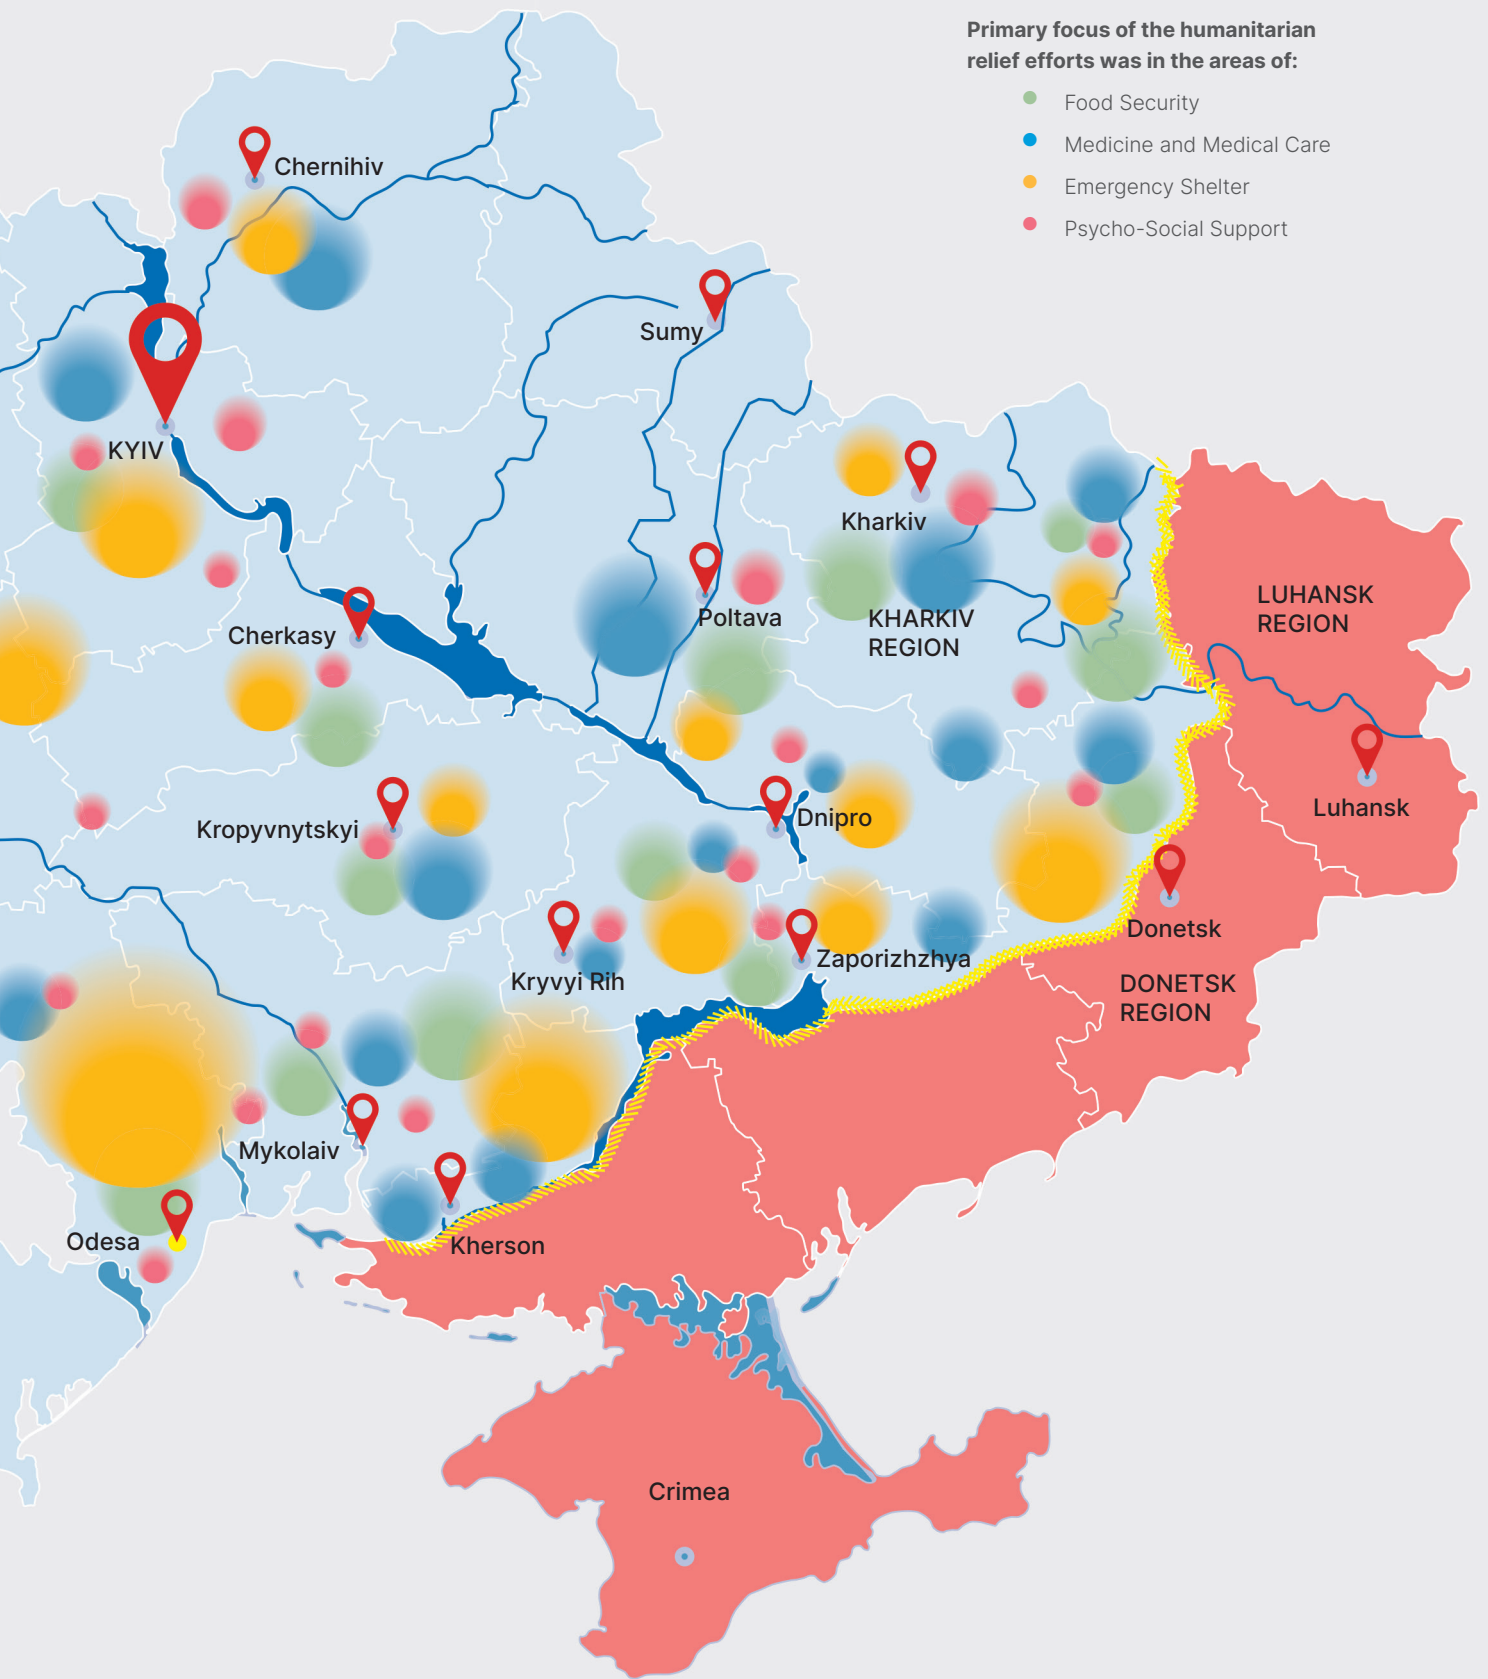 Primary focus of the humanitarian
relief efforts was in the areas of:
Food Security
Medicine and Medical Care
Emergency Shelter
Psycho-Social Support
Chernihiv
Sumy
KYIV
Kharkiv
LUHANSK
REGION
Poltava
KHARKIV
REGION
Cherkasy
Luhansk
Dnipro
Kropyvnytskyi
Donetsk
Zaporizhzhya
Kryvyi Rih
DONETSK
REGION
Mykolaiv
Odesa
Kherson
Crimea